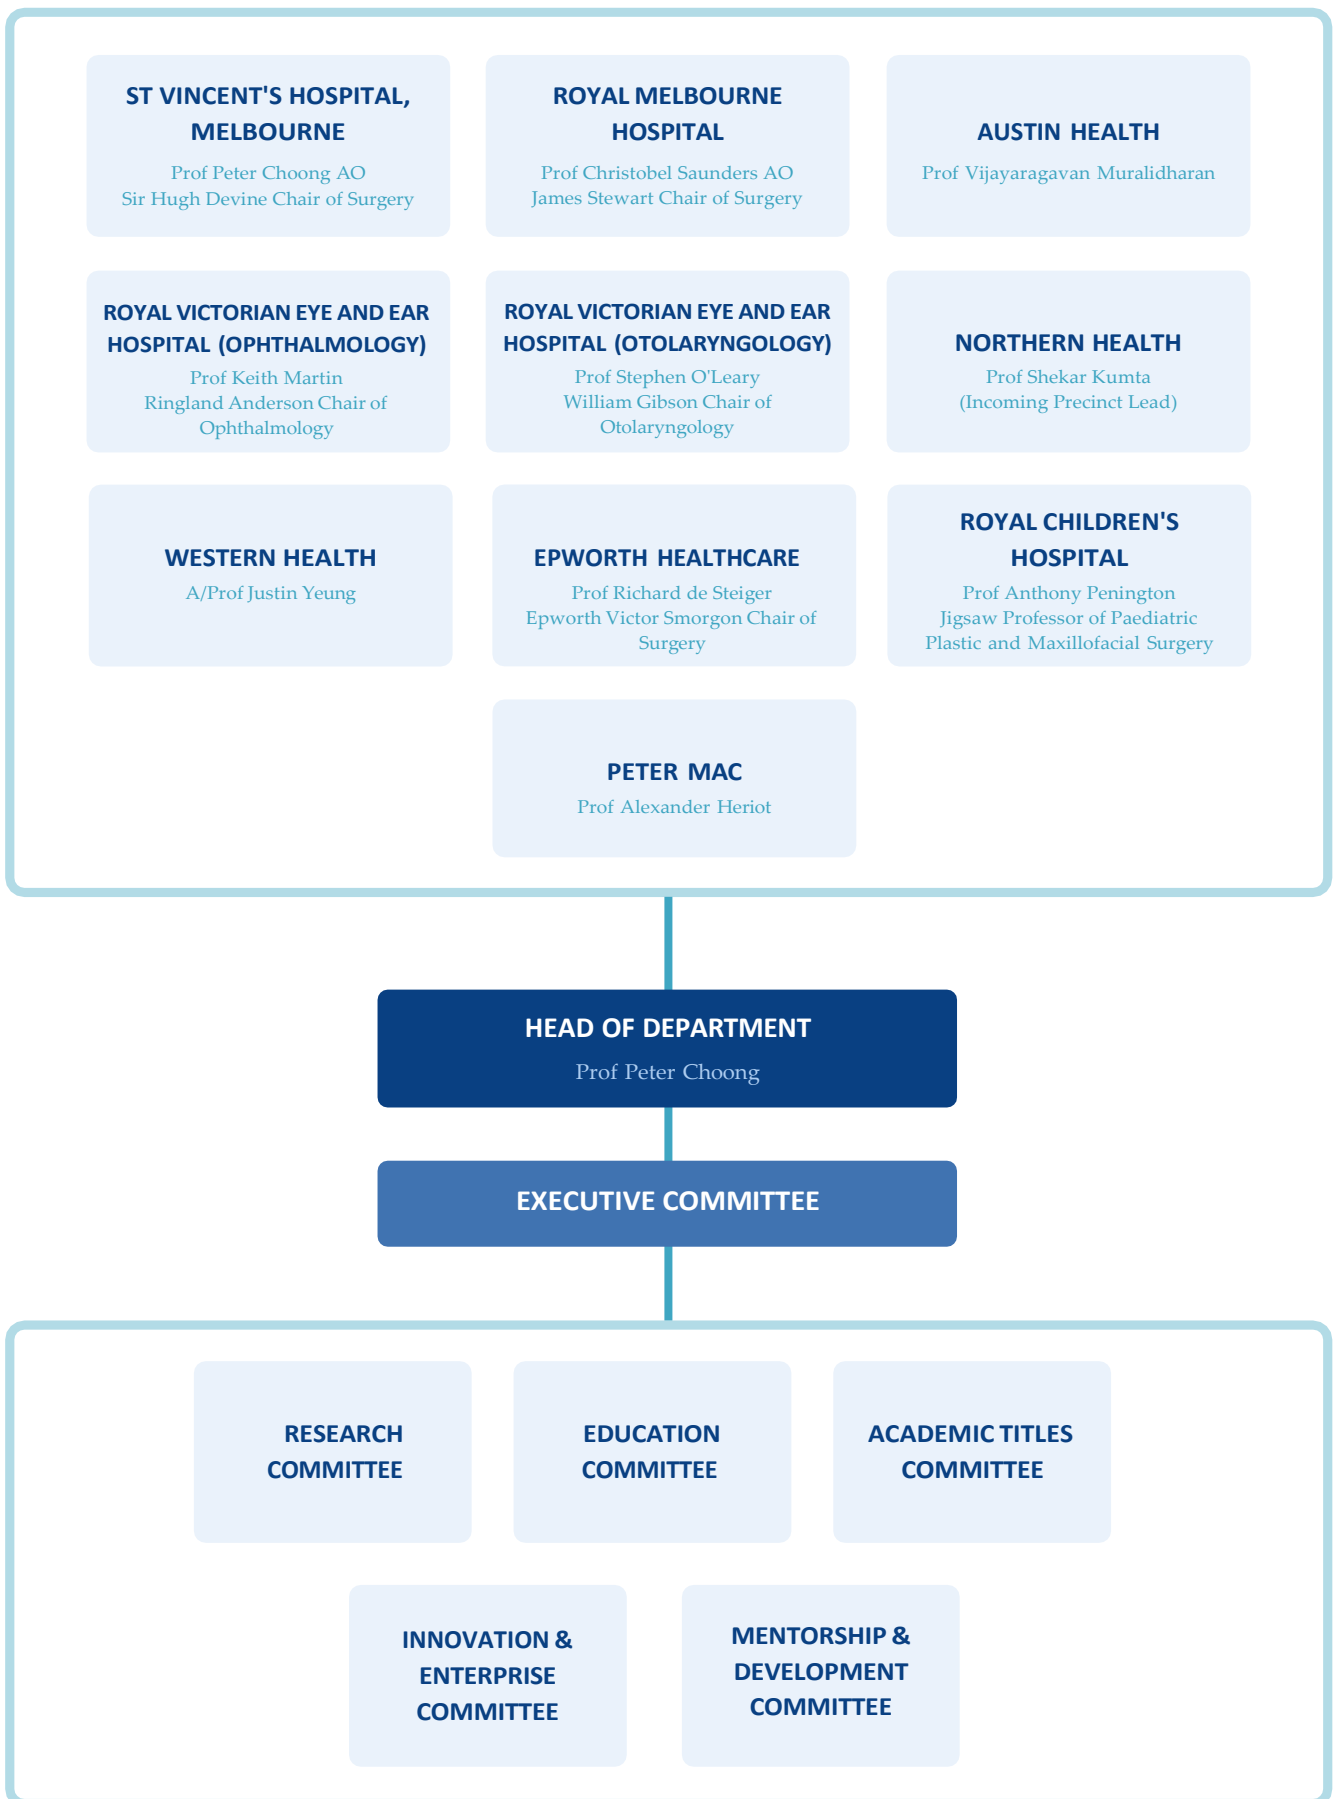 ST VINCENT'S HOSPITAL,
MELBOURNE
Prof Peter Choong AO
Sir Hugh Devine Chair of Surgery
ROYAL MELBOURNE
HOSPITAL
Prof Christobel Saunders AO
James Stewart Chair of Surgery
AUSTIN HEALTH
Prof Vijayaragavan Muralidharan
ROYAL VICTORIAN EYE AND EAR
HOSPITAL (OPHTHALMOLOGY)
Prof Keith Martin
Ringland Anderson Chair of
Ophthalmology
ROYAL VICTORIAN EYE AND EAR
HOSPITAL (OTOLARYNGOLOGY)
Prof Stephen O'Leary
William Gibson Chair of
Otolaryngology
NORTHERN HEALTH
Prof Shekar Kumta
(Incoming Precinct Lead)
WESTERN HEALTH
A/Prof Justin Yeung
EPWORTH HEALTHCARE
Prof Richard de Steiger
Epworth Victor Smorgon Chair of
Surgery
ROYAL CHILDREN'S
HOSPITAL
Prof Anthony Penington
Jigsaw Professor of Paediatric
Plastic and Maxillofacial Surgery
PETER MAC
Prof Alexander Heriot
HEAD OF DEPARTMENT
Prof Peter Choong
EXECUTIVE COMMITTEE
RESEARCH
COMMITTEE
EDUCATION
COMMITTEE
ACADEMIC TITLES
COMMITTEE
INNOVATION &
ENTERPRISE
COMMITTEE
MENTORSHIP &
DEVELOPMENT
COMMITTEE